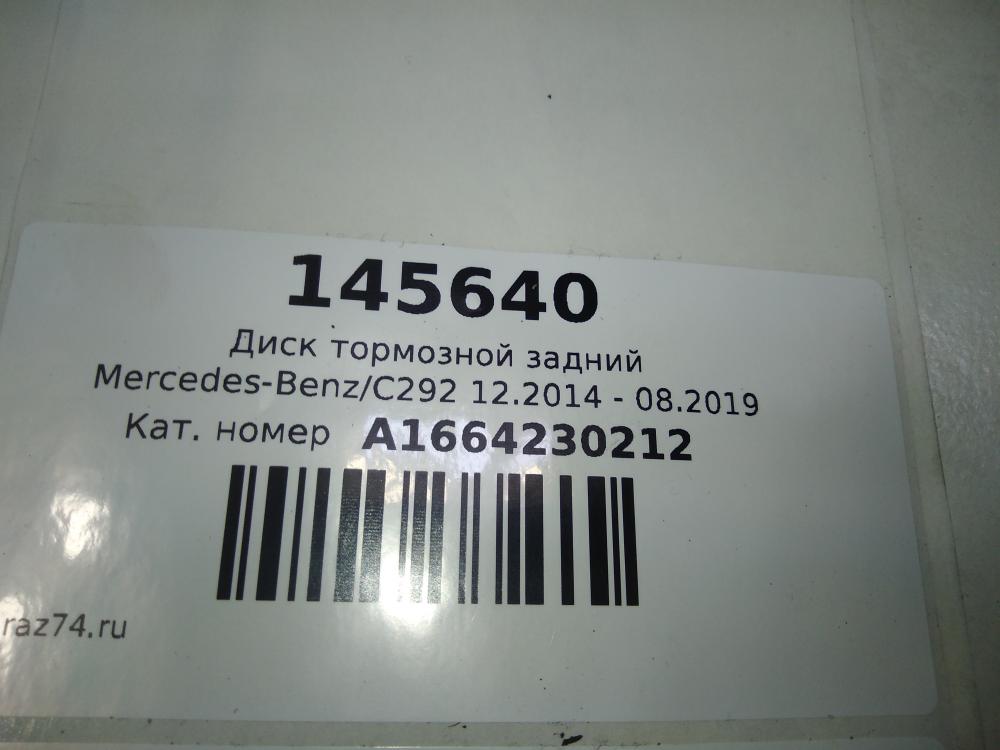 145640
Диск тормозной задний
Mercedes-Benz/C292 12.2014 - 08.2019
Кат. номер A1664230212
raz74.ru